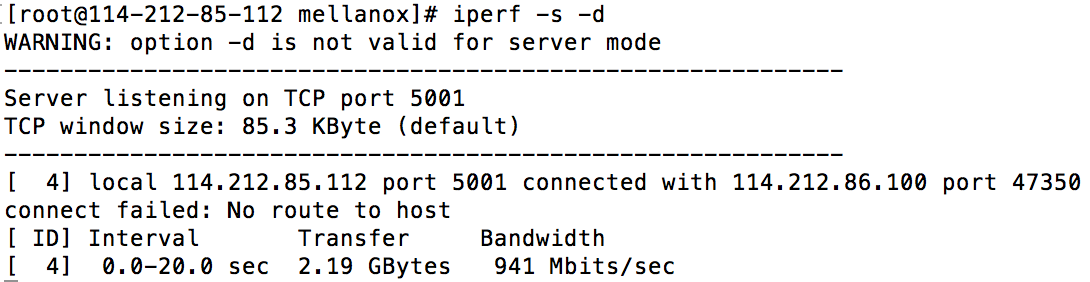 [root@114-212-85-112 mellanox]# iperf -s -d
WARNING: option -d is not valid for server mode
------------------------------------------------------------
Server listening on TCP port 5001
TCP window size: 85.3 KByte (default)
------------------------------------------------------------
[  4] local 114.212.85.112 port 5001 connected with 114.212.86.100 port 47350
connect failed: No route to host
[ ID] Interval       Transfer     Bandwidth
[  4]  0.0-20.0 sec  2.19 GBytes   941 Mbits/sec